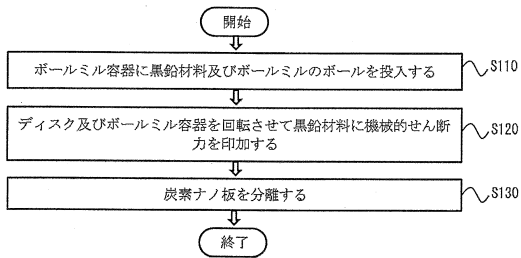 開始
ボールミル容器に黒鉛材料及びボールミルのボールを投入する
S110
ディスク及びボールミル容器を回転させて黒鉛材料に機械的せん断
力を印加する
S120
炭素ナノ板を分離する
S130
終了